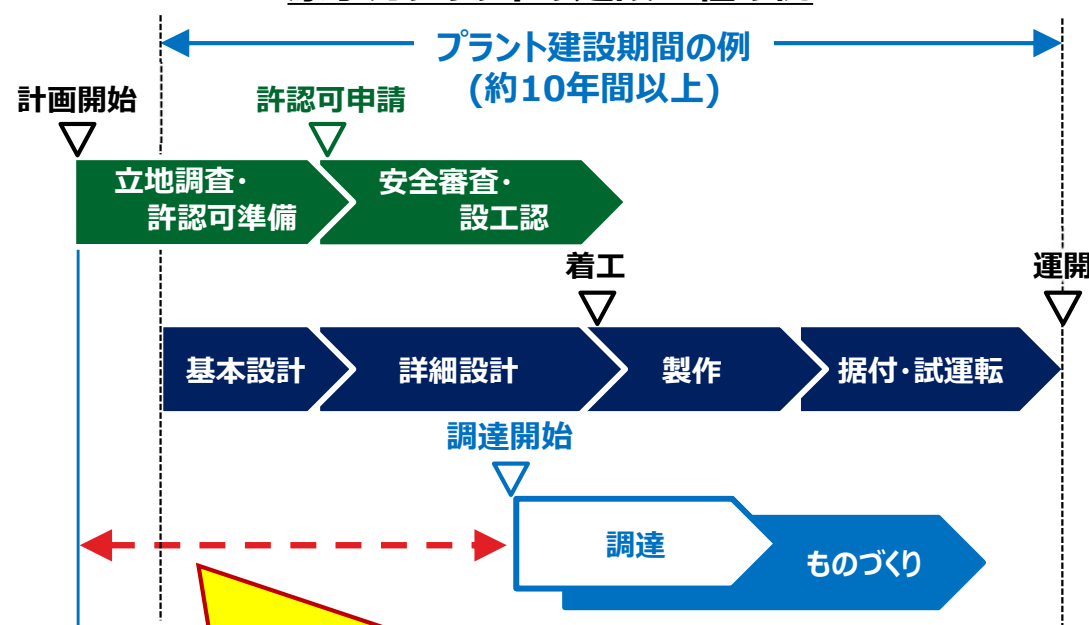 プラント建設期間の例
(約10年間以上)
計画開始
許認可申請
立地調査・
許認可準備
安全審査・
設工認
着工
運開
基本設計
詳細設計
製作
据付・試運転
調達開始
調達
ものづくり